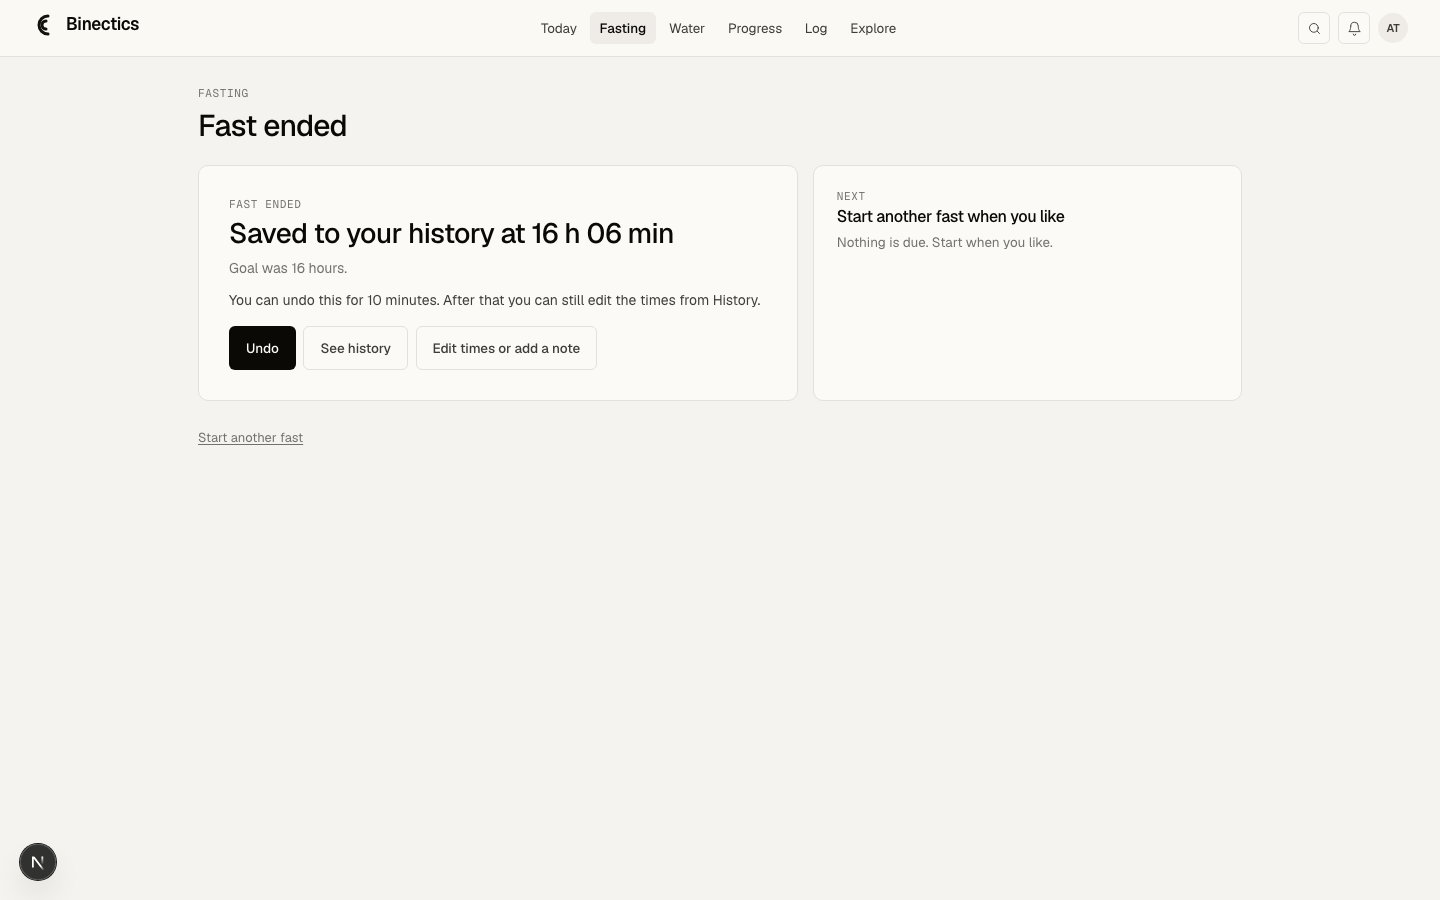 Binectics
Today
Fasting
Water
Progress
Log
Explore
AT
FASTING
Fast ended
FAST ENDED
Saved to your history at 16 h 06 min
Goal was 16 hours.
You can undo this for 10 minutes. After that you can still edit the times from History.
Undo
See history
Edit times or add a note
NEXT
Start another fast when you like
Nothing is due. Start when you like.
Start another fast
N